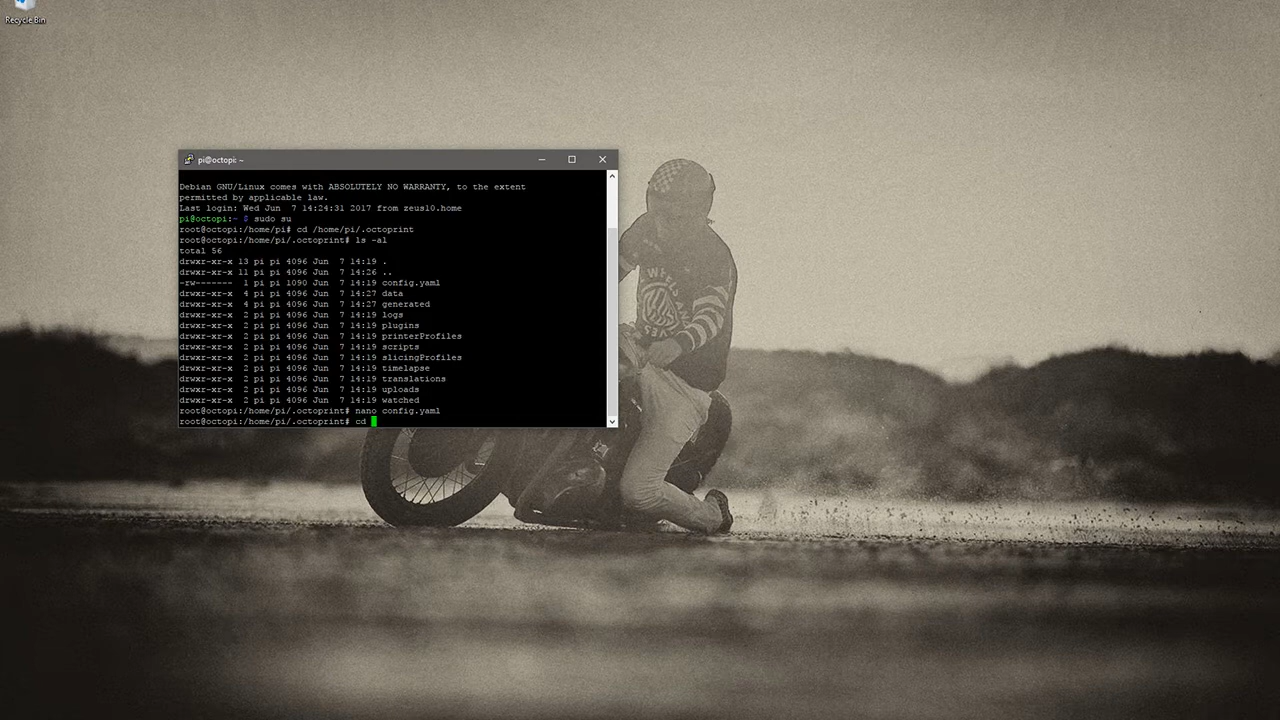 Recycle Bin
pi@octopi: ~
Debian GNU/Linux comes with ABSOLUTELY NO WARRANTY, to the extent
permitted by applicable law.
Last login: Wed Jun  7 14:24:31 2017 from zeus10.home
pi@octopi:~ $ sudo su
root@octopi:/home/pi# cd /home/pi/.octoprint
root@octopi:/home/pi/.octoprint# ls -al
total 56
drwxr-xr-x 13 pi pi 4096 Jun  7 14:19 .
drwxr-xr-x 11 pi pi 4096 Jun  7 14:26 ..
-rw-------  1 pi pi 1090 Jun  7 14:19 config.yaml
drwxr-xr-x  4 pi pi 4096 Jun  7 14:27 data
drwxr-xr-x  4 pi pi 4096 Jun  7 14:27 generated
drwxr-xr-x  2 pi pi 4096 Jun  7 14:19 logs
drwxr-xr-x  2 pi pi 4096 Jun  7 14:19 plugins
drwxr-xr-x  2 pi pi 4096 Jun  7 14:19 printerProfiles
drwxr-xr-x  2 pi pi 4096 Jun  7 14:19 scripts
drwxr-xr-x  2 pi pi 4096 Jun  7 14:19 slicingProfiles
drwxr-xr-x  2 pi pi 4096 Jun  7 14:19 timelapse
drwxr-xr-x  2 pi pi 4096 Jun  7 14:19 translations
drwxr-xr-x  2 pi pi 4096 Jun  7 14:19 uploads
drwxr-xr-x  2 pi pi 4096 Jun  7 14:19 watched
root@octopi:/home/pi/.octoprint# nano config.yaml
root@octopi:/home/pi/.octoprint# cd